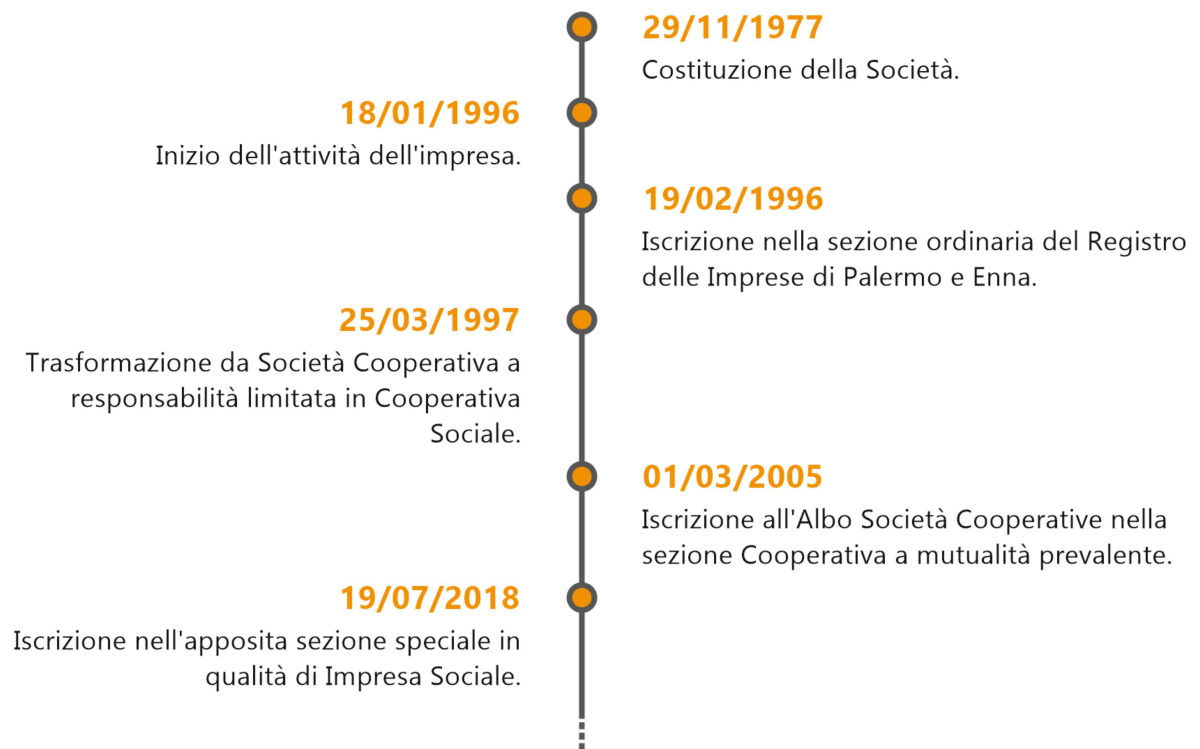 29/11/1977
Costituzione della Società.
18/01/1996
Inizio dell'attività dell'impresa.
19/02/1996
Iscrizione nella sezione ordinaria del Registro
delle Imprese di Palermo e Enna.
25/03/1997
Trasformazione da Società Cooperativa a
responsabilità limitata in Cooperativa
Sociale.
01/03/2005
Iscrizione all'Albo Società Cooperative nella
sezione Cooperativa a mutualità prevalente.
19/07/2018
Iscrizione nell'apposita sezione speciale in
qualità di Impresa Sociale.